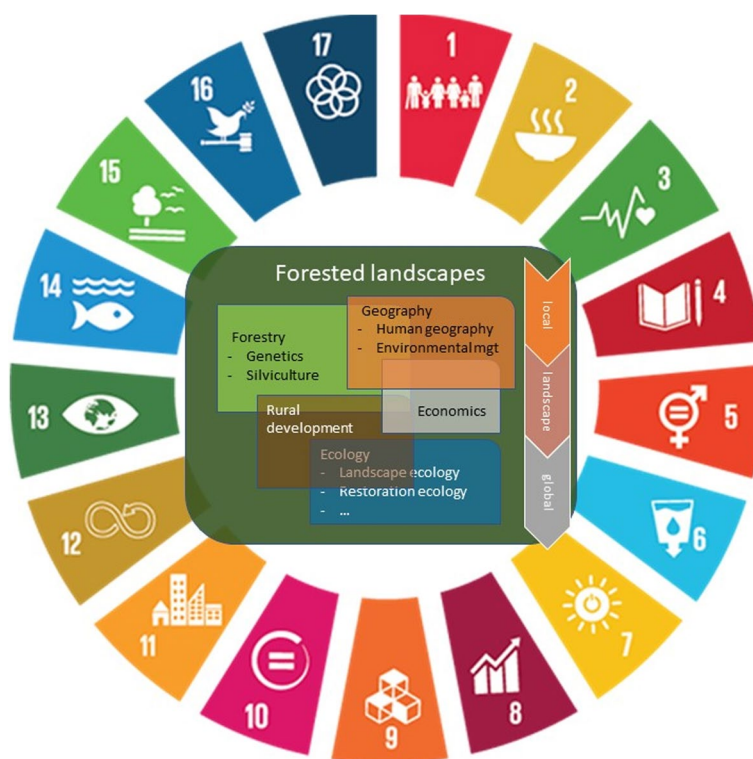 17
1
2
3
4
5
6
7
8
9
10
11
12
13
14
15
16
Forested landscapes
Forestry
- Genetics
- Silviculture
Geography
- Human geography
- Environmental mgt
Economics
Rural
development
Ecology
- Landscape ecology
- Restoration ecology
- ...
local
landscape
global